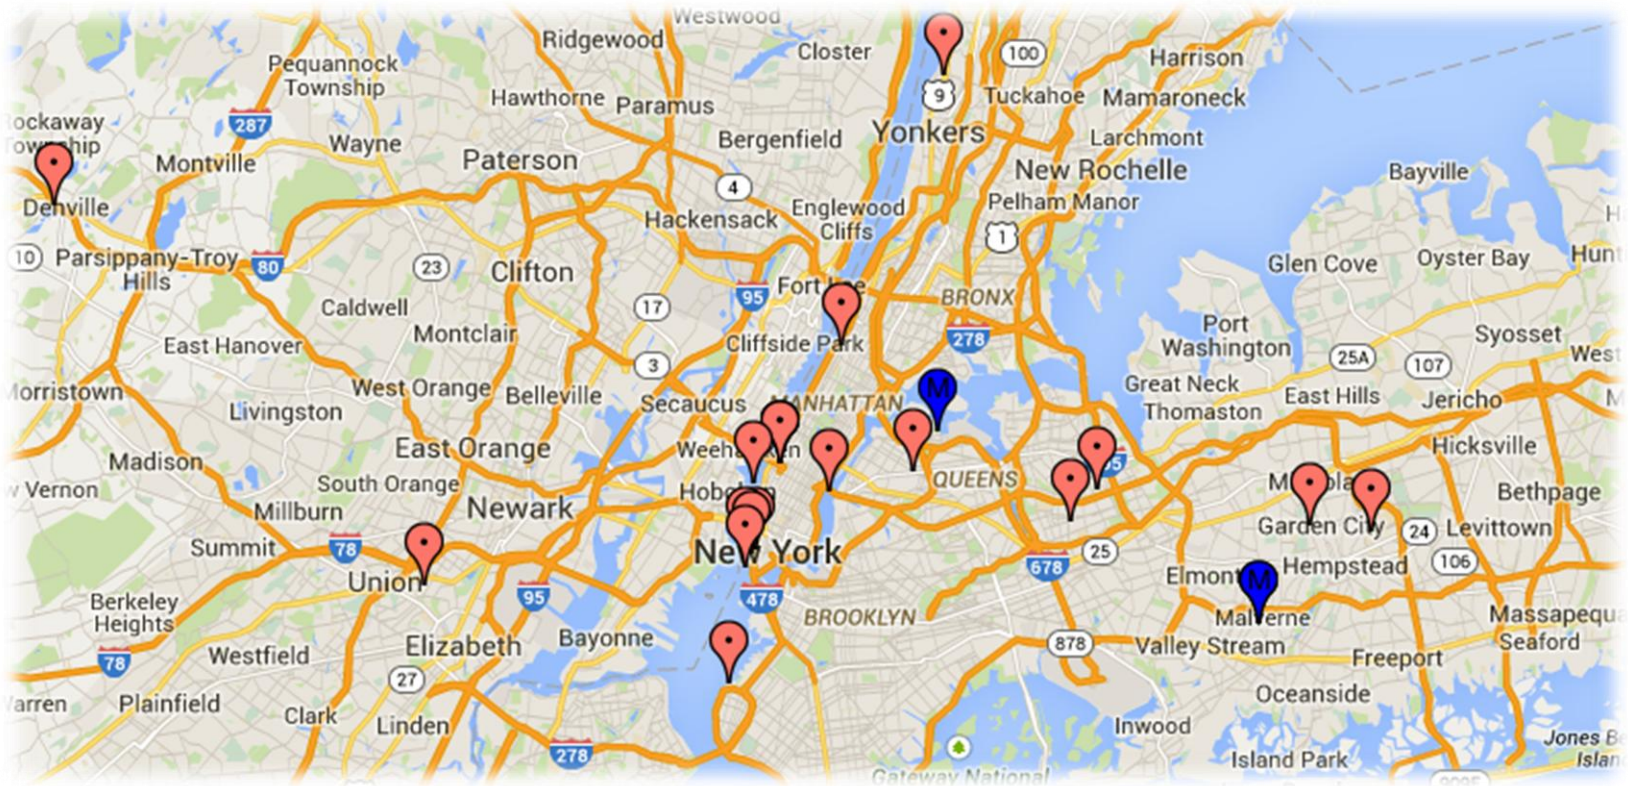 Westwood
Ridgewood
Closter
100
Harrison
Pequannock
Township
Hawthorne
Paramus
9
Tuckahoe
Mamaroneck
287
Rockaway
Township
Wayne
Bergenfield
Yonkers
Larchmont
Montville
Paterson
4
New Rochelle
Bayville
Denville
Hackensack
Englewood
Cliffs
Pelham Manor
1
10
Parsippany-Troy
Hills
80
23
Clifton
Glen Cove
Oyster Bay
Hunt
95
Fort Lee
BRONX
17
Caldwell
Montclair
278
Port
Washington
Syosset
East Hanover
Cliffside Park
25A
107
West
3
Morristown
West Orange
Belleville
M
Great Neck
Livingston
Secaucus
MANHATTAN
Thomaston
East Hills
Jericho
East Orange
Hicksville
Madison
South Orange
QUEENS
Bethpage
w Vernon
Hoboken
Millburn
Newark
Garden City
24
Levittown
Summit
78
New York
25
106
Union
678
Elmont
M
Hempstead
Berkeley
Heights
95
478
BROOKLYN
Malverne
Massapequa
Elizabeth
Bayonne
878
Valley Stream
Seaford
78
Westfield
Freeport
27
Warren
Plainfield
Clark
Linden
Oceanside
Inwood
278
Island Park
Jones Be
Islan
Gateway National